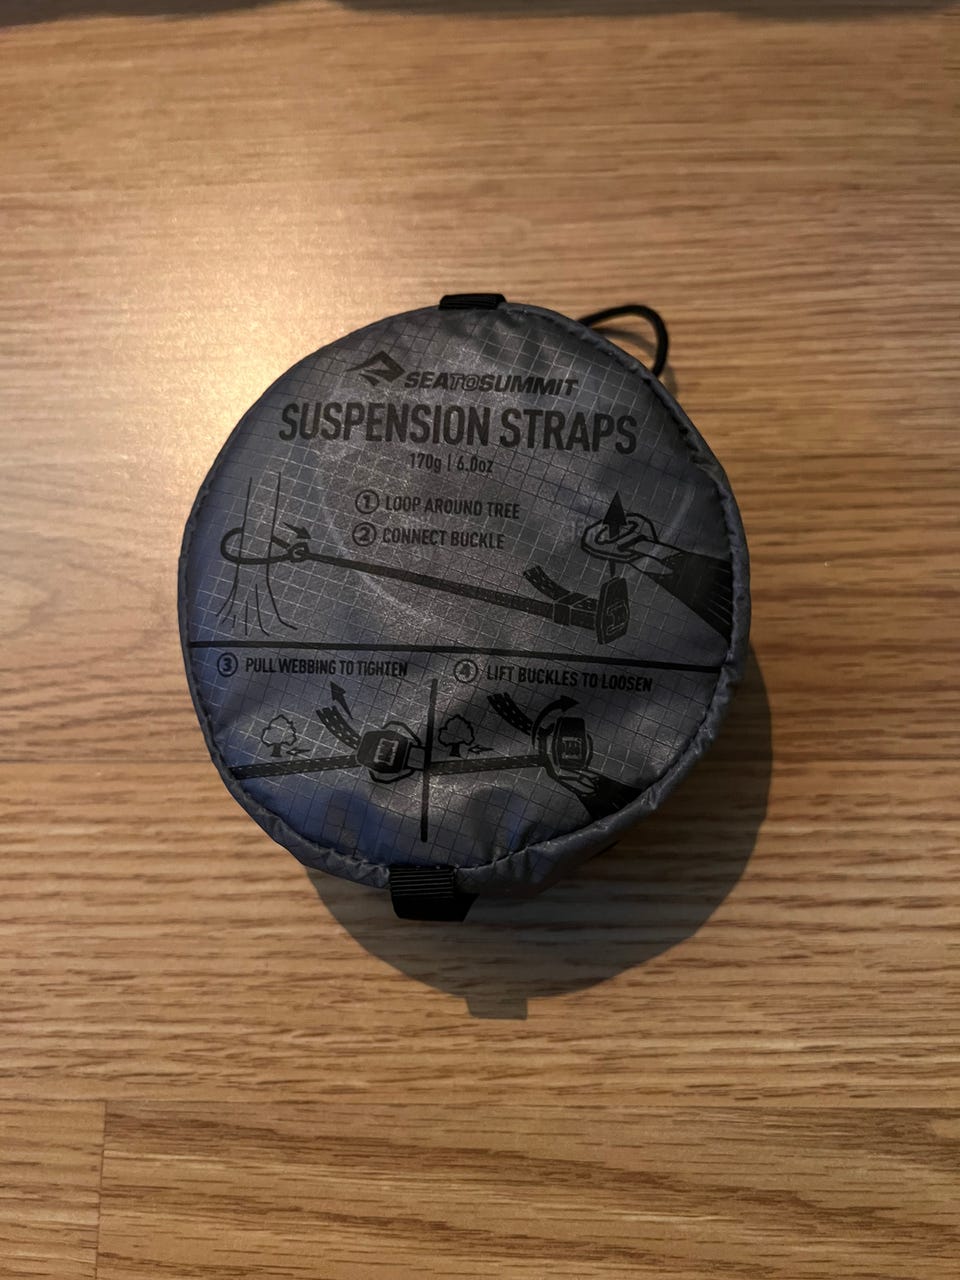 SEATOSUMMIT
SUSPENSION STRAPS
170g | 6.0oz
1 LOOP AROUND TREE
2 CONNECT BUCKLE
3 PULL WEBBING TO TIGHTEN
4 LIFT BUCKLES TO LOOSEN